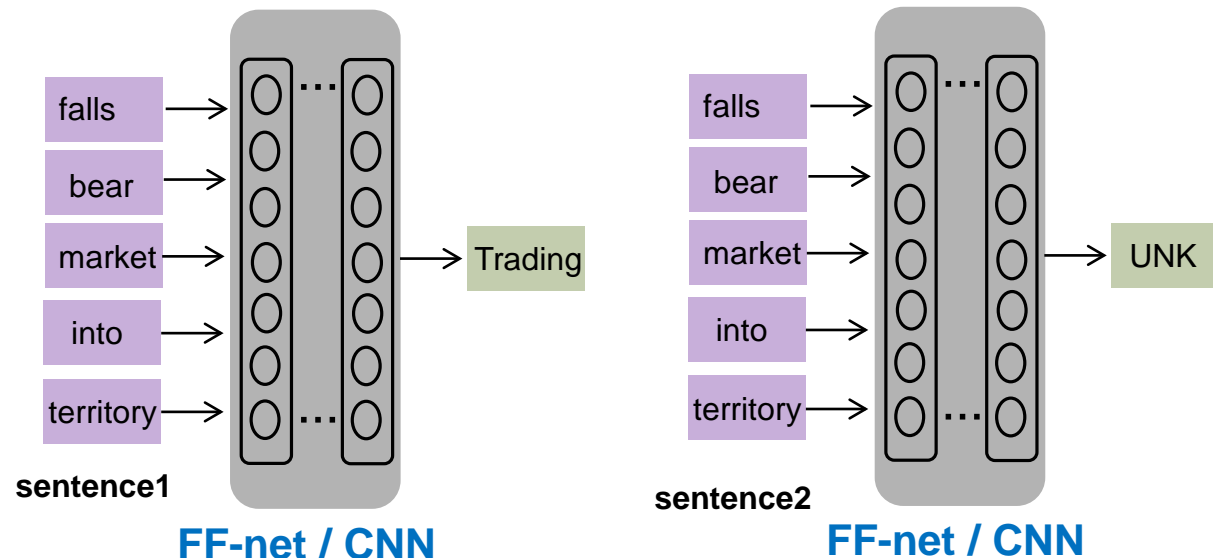 falls
bear
market
into
territory
sentence1
...
...
Trading
FF-net / CNN
falls
bear
market
into
territory
sentence2
...
...
UNK
FF-net / CNN